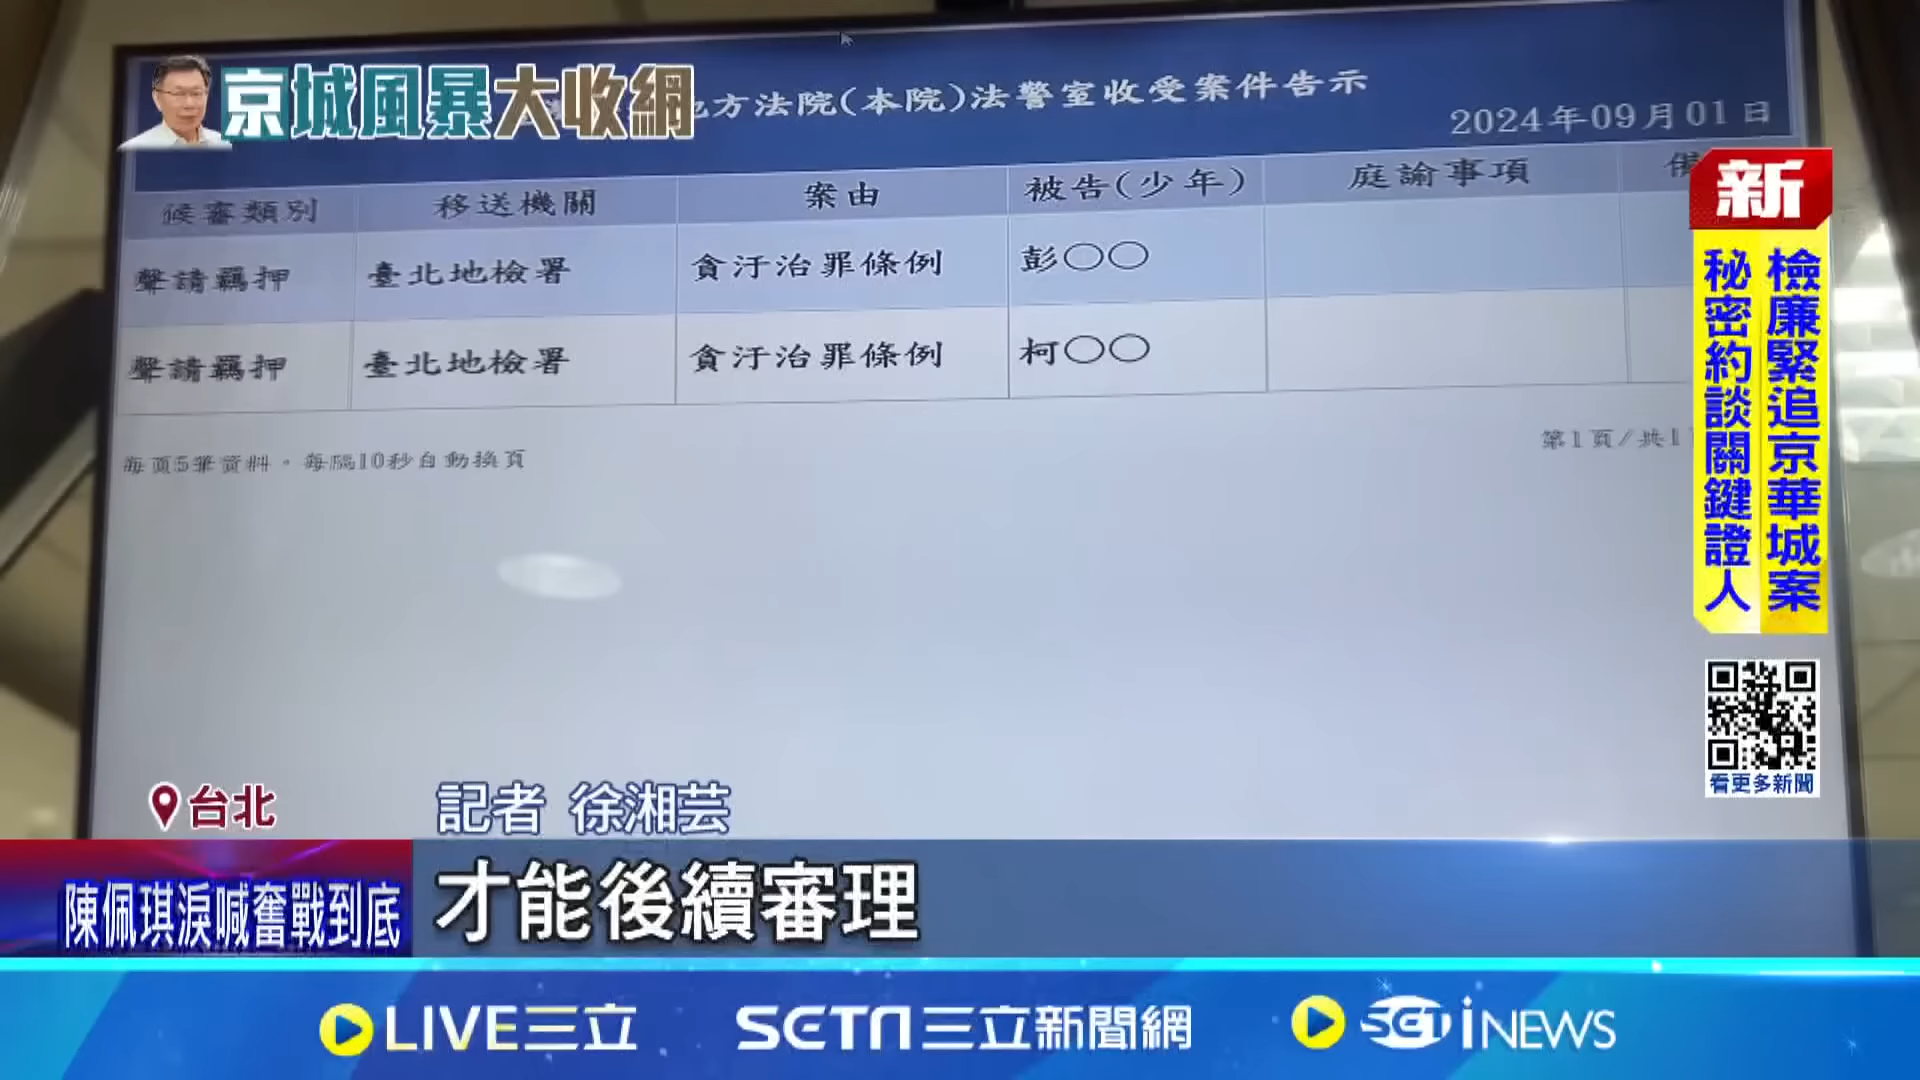 京城風暴大收網
地方法院(本院)法警室收受案件告示
2024年09月01日
候審類別 移送機關 案由 被告(少年) 庭諭事項
聲請羈押 臺北地檢署 貪汙治罪條例 彭〇〇
聲請羈押 臺北地檢署 貪汙治罪條例 柯〇〇
每頁5筆資料。每隔10秒自動換頁
第1頁/共1
新
檢廉緊追京華城案
秘密約談關鍵證人
看更多新聞
台北
記者 徐湘芸
陳佩琪淚喊奮戰到底
才能後續審理
LIVE三立
SETN三立新聞網
SET iNEWS